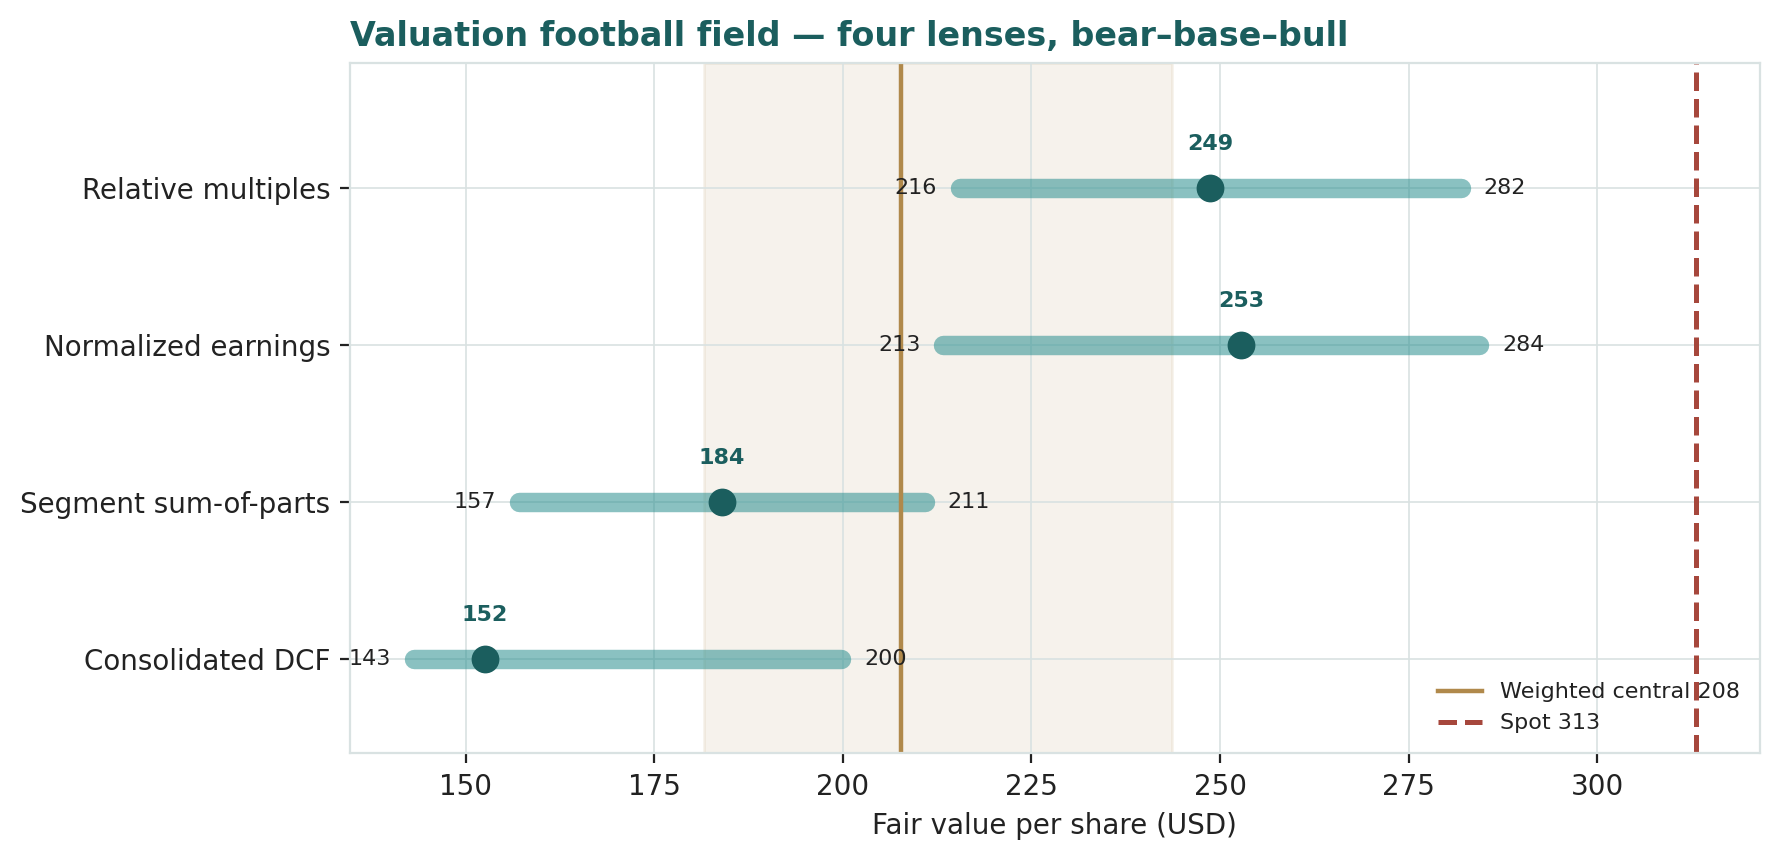 Valuation football field — four lenses, bear–base–bull
249
Relative multiples 216 282
253
Normalized earnings 213 284
184
Segment sum-of-parts 157 211
152
Consolidated DCF 143 200
Weighted central 208
Spot 313
150 175 200 225 250 275 300
Fair value per share (USD)